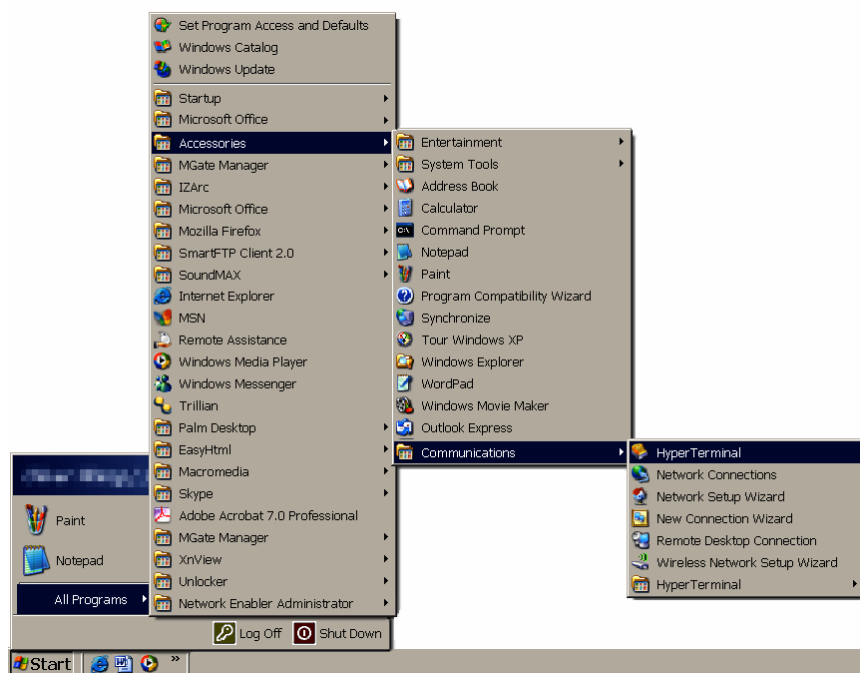 Set Program Access and Defaults
Windows Catalog
Windows Update
Startup
Microsoft Office
Accessories
MGate Manager
IZArc
Microsoft Office
Mozilla Firefox
SmartFTP Client 2.0
SoundMAX
Internet Explorer
MSN
Remote Assistance
Windows Media Player
Windows Messenger
Trillian
Palm Desktop
EasyHtml
Macromedia
Skype
Adobe Acrobat 7.0 Professional
MGate Manager
XnView
Unlocker
Network Enabler Administrator
Entertainment
System Tools
Address Book
Calculator
Command Prompt
Notepad
Paint
Program Compatibility Wizard
Synchronize
Tour Windows XP
Windows Explorer
WordPad
Windows Movie Maker
Outlook Express
Communications
HyperTerminal
Network Connections
Network Setup Wizard
New Connection Wizard
Remote Desktop Connection
Wireless Network Setup Wizard
HyperTerminal
Paint
Notepad
All Programs
Log Off Shut Down
Start »